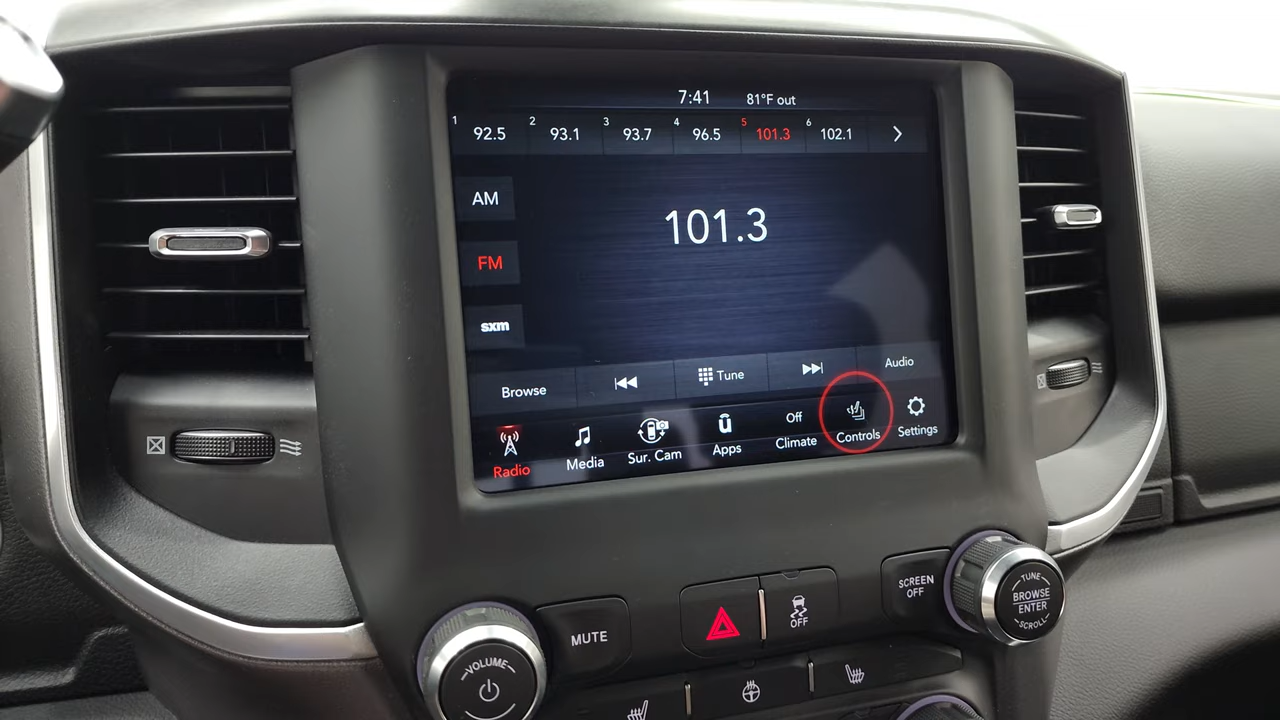 7:41 81°F out
1 92.5 2 93.1 3 93.7 4 96.5 5 101.3 6 102.1
AM
101.3
FM
sxm
Browse Tune Audio
Radio Media Sur. Cam Apps Off Climate Controls Settings
SCREEN OFF
TUNE
BROWSE
ENTER
SCROLL
MUTE
OFF
VOLUME